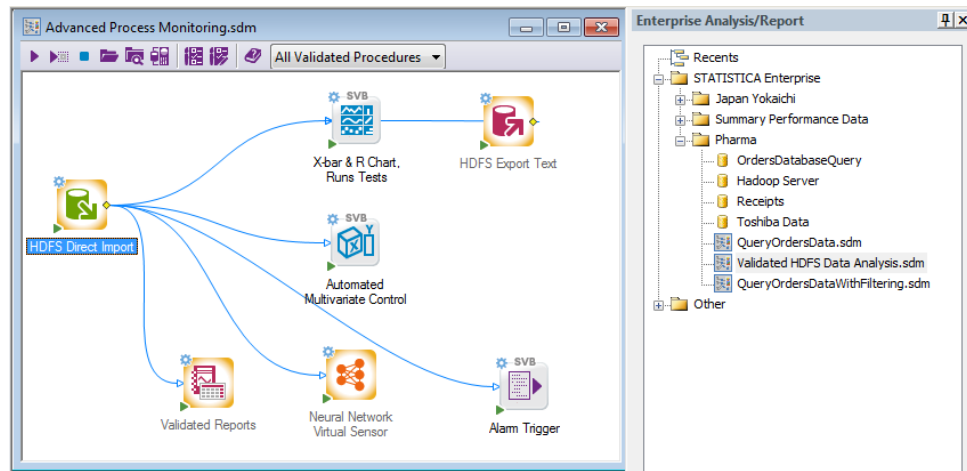 Advanced Process Monitoring.sdm
All Validated Procedures
SVB
X-bar & R Chart,
Runs Tests
HDFS Export Text
HDFS Direct Import
SVB
Automated
Multivariate Control
Validated Reports
Neural Network
Virtual Sensor
SVB
Alarm Trigger
Enterprise Analysis/Report
Recents
STATISTICA Enterprise
Japan Yokaichi
Summary Performance Data
Pharma
OrdersDatabaseQuery
Hadoop Server
Receipts
Toshiba Data
QueryOrdersData.sdm
Validated HDFS Data Analysis.sdm
QueryOrdersDataWithFiltering.sdm
Other